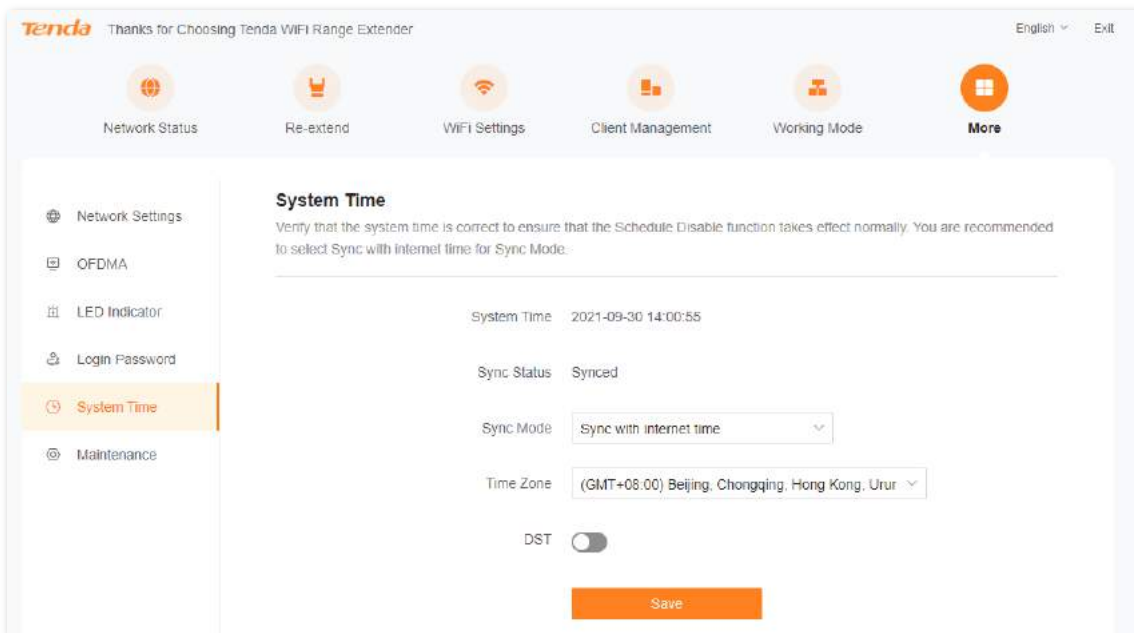 Tenda Thanks for Choosing Tenda WiFi Range Extender English Exit
Network Status Re-extend WiFi Settings Client Management Working Mode More
Network Settings
OFDMA
LED Indicator
Login Password
System Time
Maintenance
System Time
Verify that the system time is correct to ensure that the Schedule Disable function takes effect normally. You are recommended
to select Sync with internet time for Sync Mode.
System Time 2021-09-30 14:00:55
Sync Status Synced
Sync Mode Sync with internet time
Time Zone (GMT+08:00) Beijing, Chongqing, Hong Kong, Urur
DST
Save